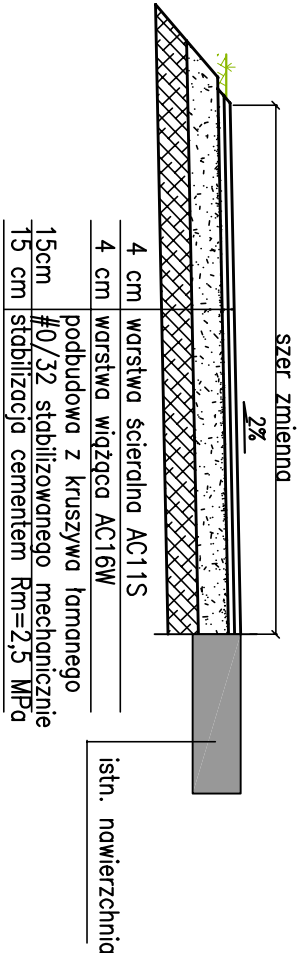 szer zmienna
2%
4 cm warstwa ścieralna AC11S
4 cm warstwa wiążąca AC16W
podbudowa z kruszywa łamanego
15cm #0/32 stabilizowanego mechanicznie
15 cm stabilizacja cementem Rm=2,5 MPa
istn. nawierzchnia